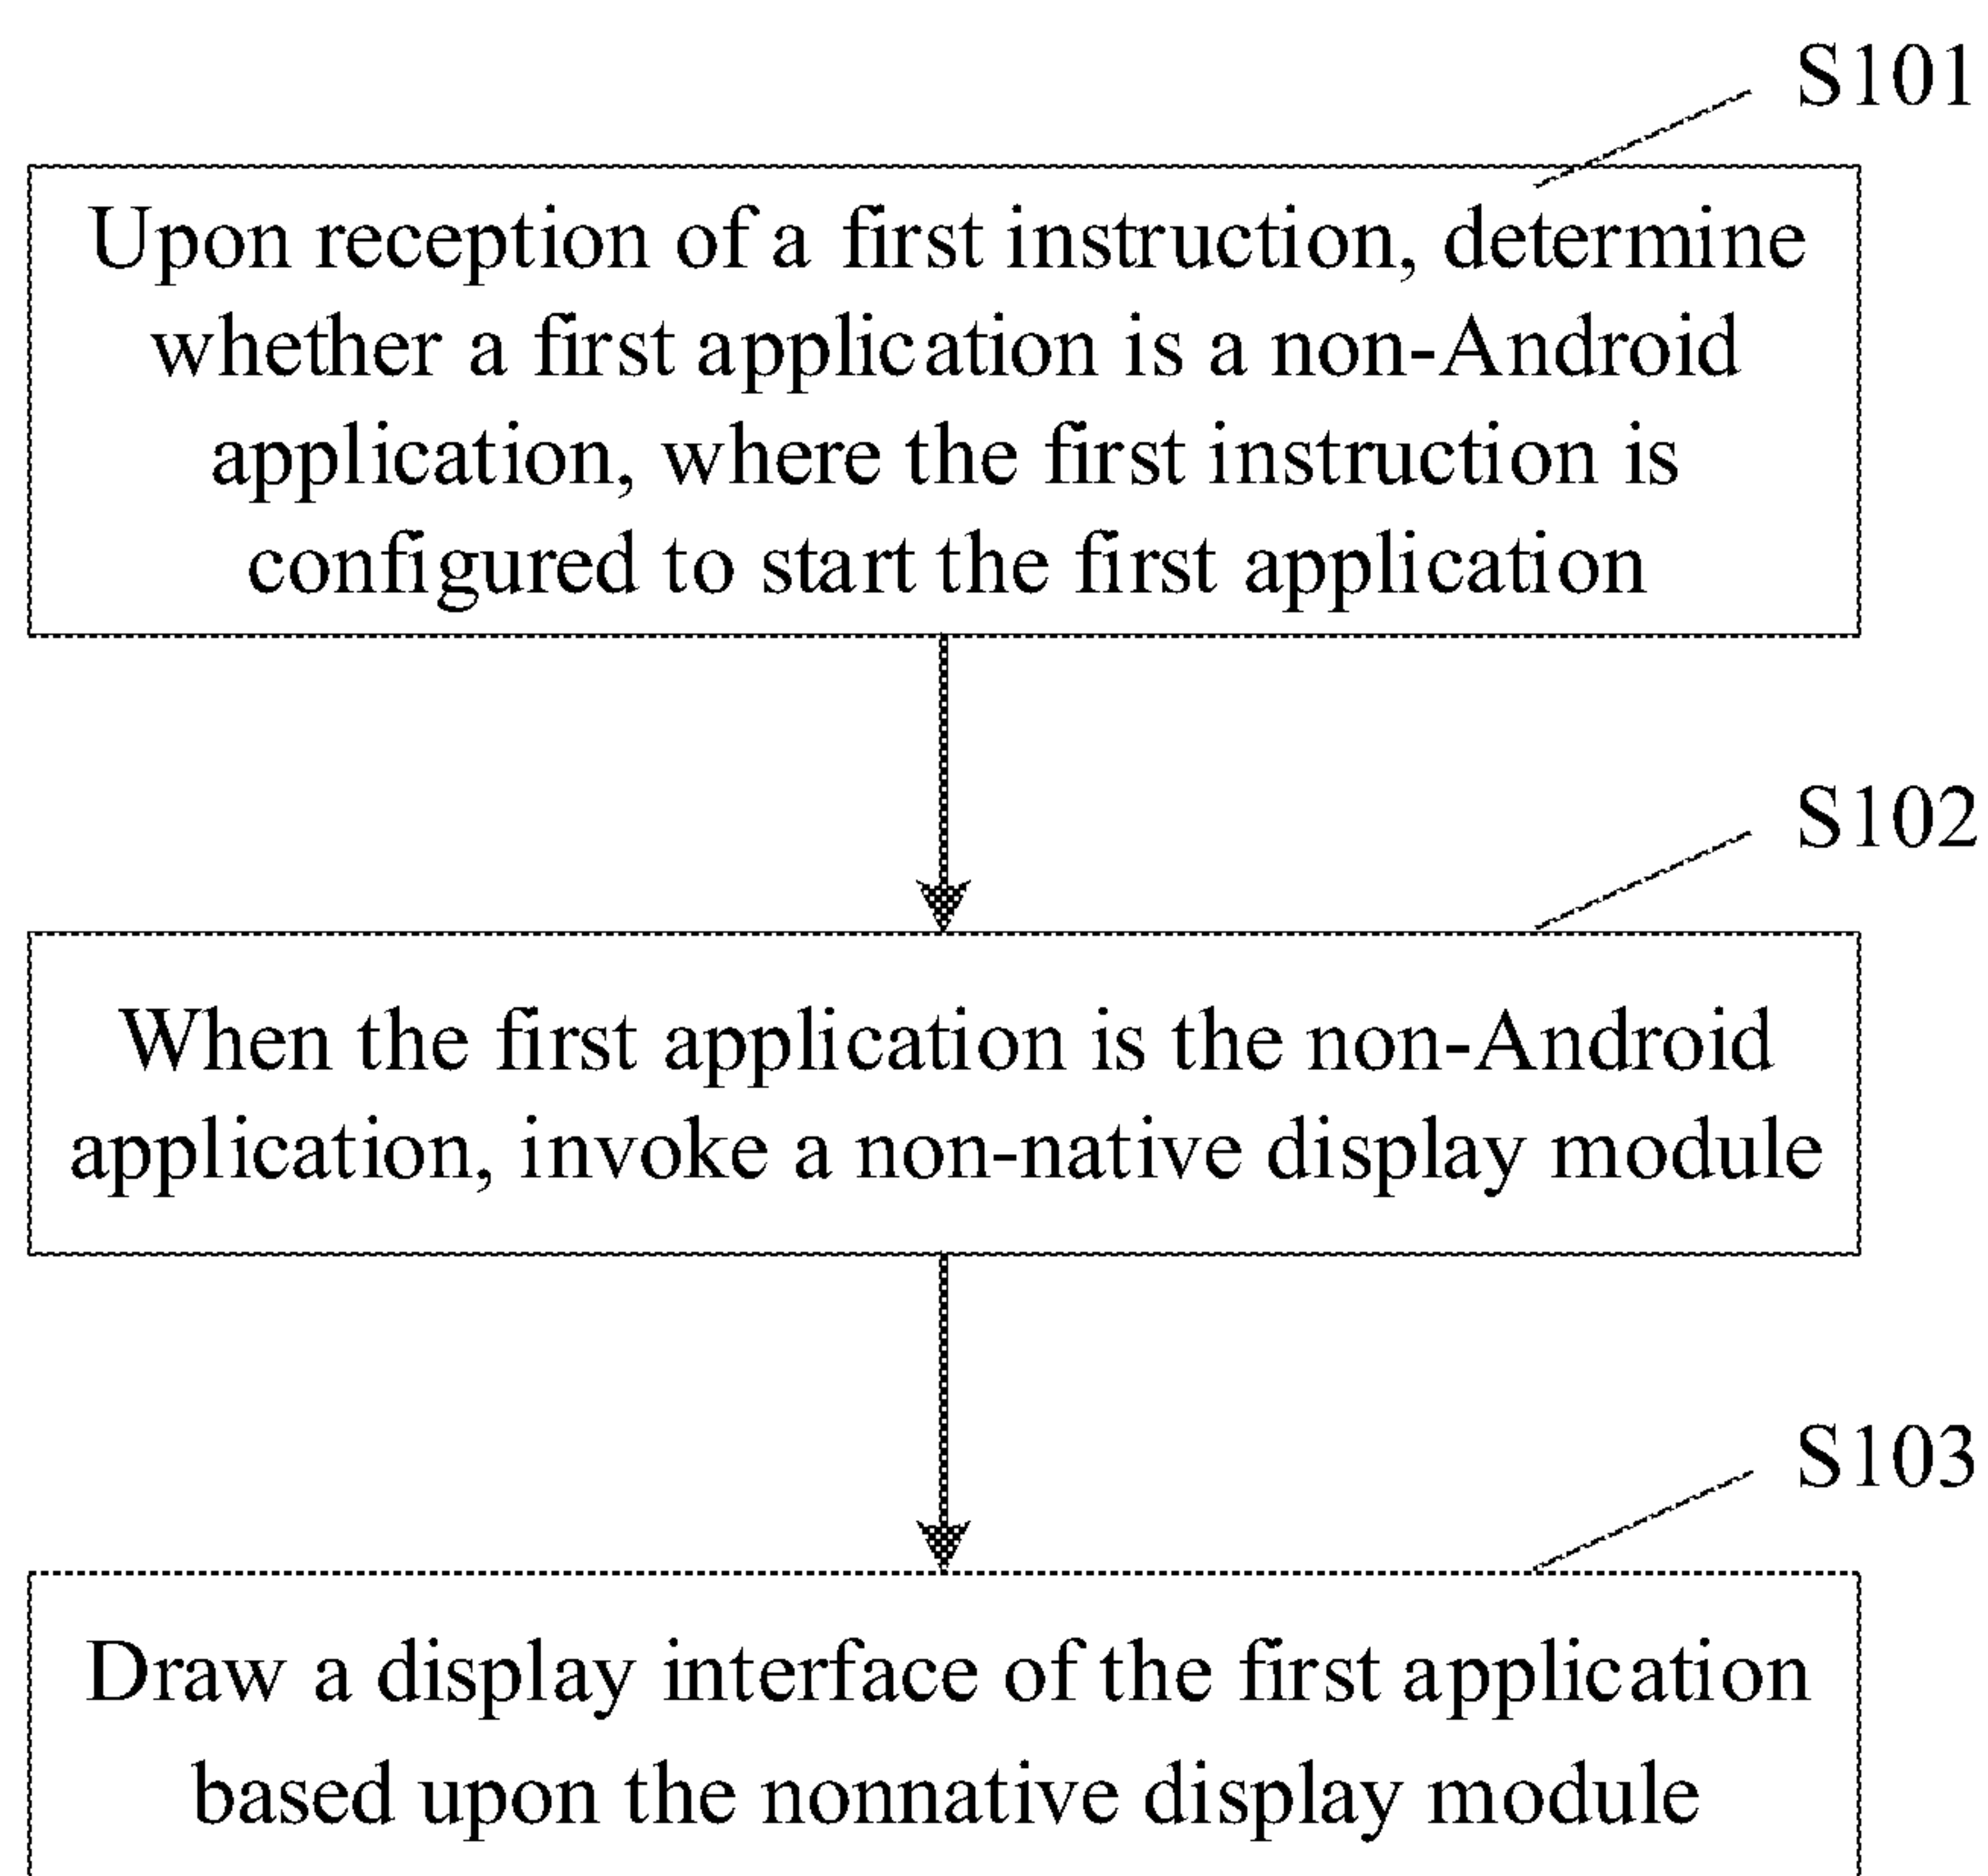 S101
Upon reception of a first instruction, determine
whether a first application is a non-Android
application, where the first instruction is
configured to start the first application
S102
When the first application is the non-Android
application, invoke a non-native display module
S103
Draw a display interface of the first application
based upon the nonnative display module